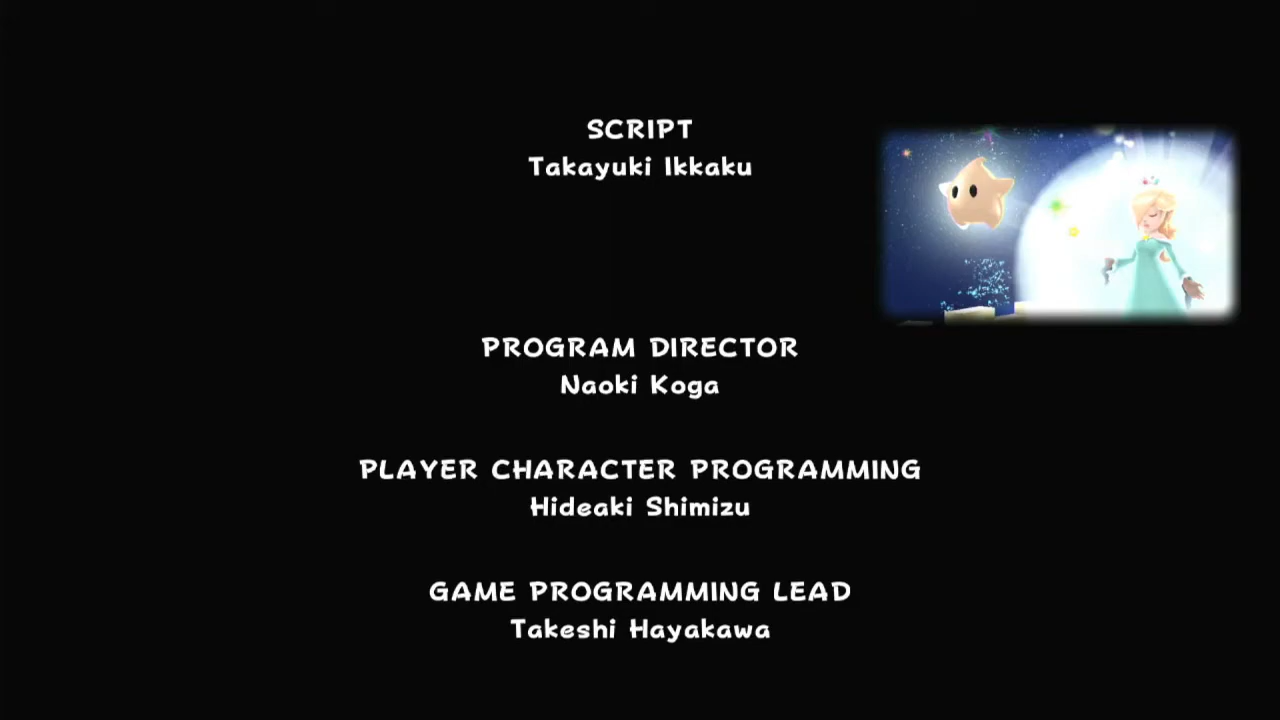 SCRIPT
Takayuki Ikkaku
PROGRAM DIRECTOR
Naoki Koga
PLAYER CHARACTER PROGRAMMING
Hideaki Shimizu
GAME PROGRAMMING LEAD
Takeshi Hayakawa